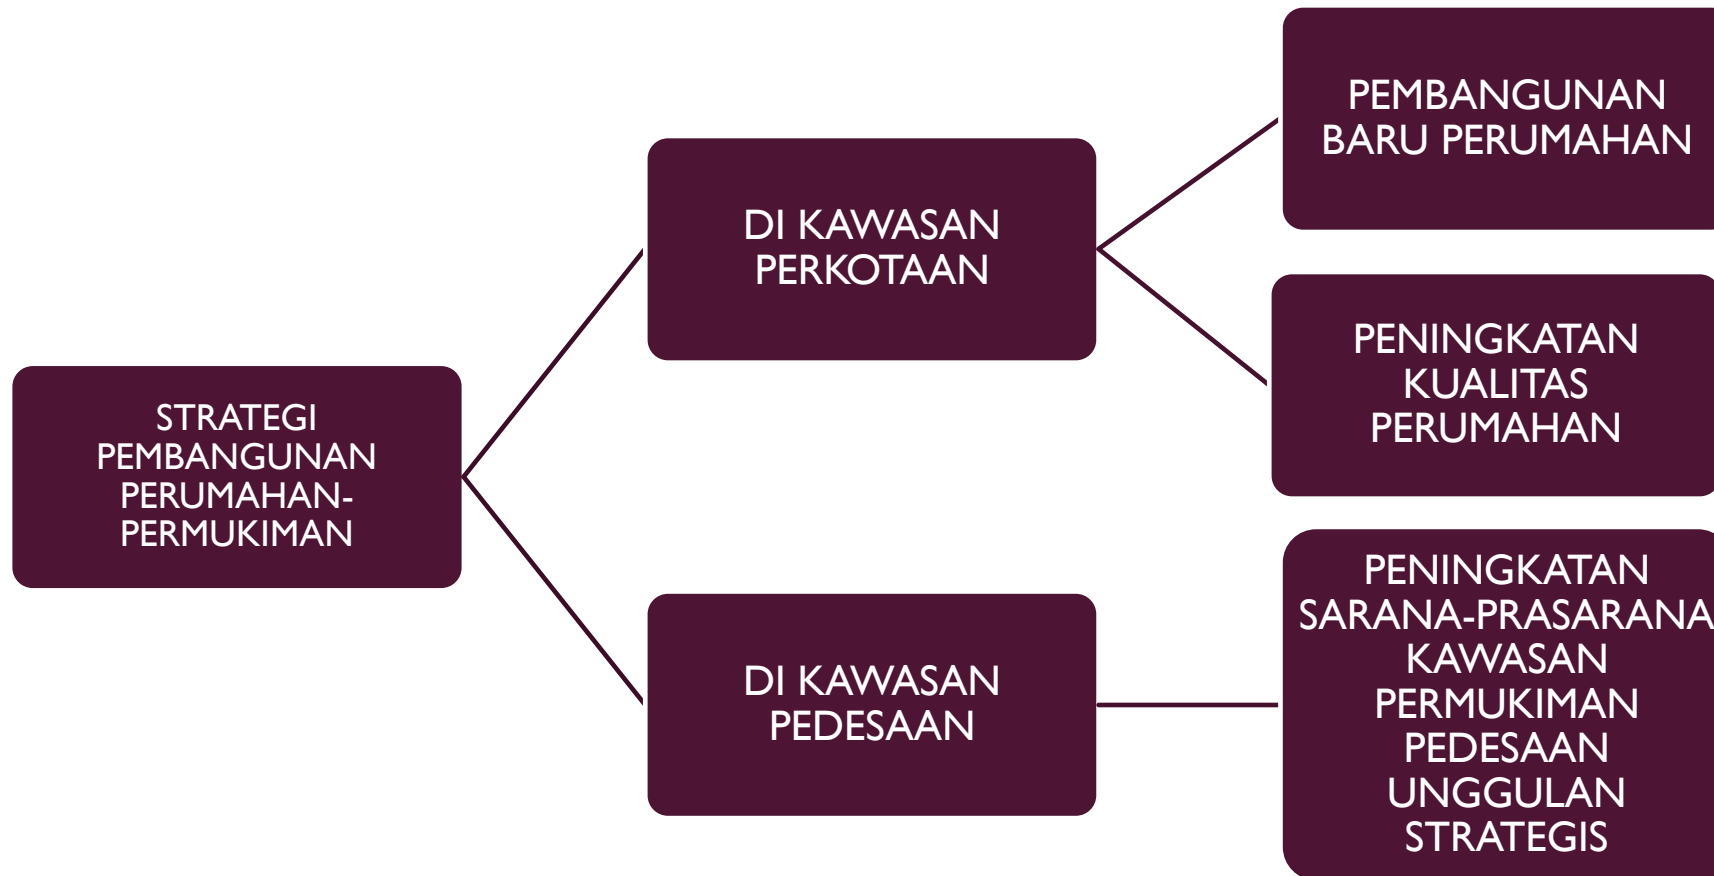 STRATEGI
PEMBANGUNAN
PERUMAHAN-
PERMUKIMAN
DI KAWASAN
PERKOTAAN
PEMBANGUNAN
BARU PERUMAHAN
PENINGKATAN
KUALITAS
PERUMAHAN
DI KAWASAN
PEDESAAN
PENINGKATAN
SARANA-PRASARANA
KAWASAN
PERMUKIMAN
PEDESAAN
UNGGULAN
STRATEGIS